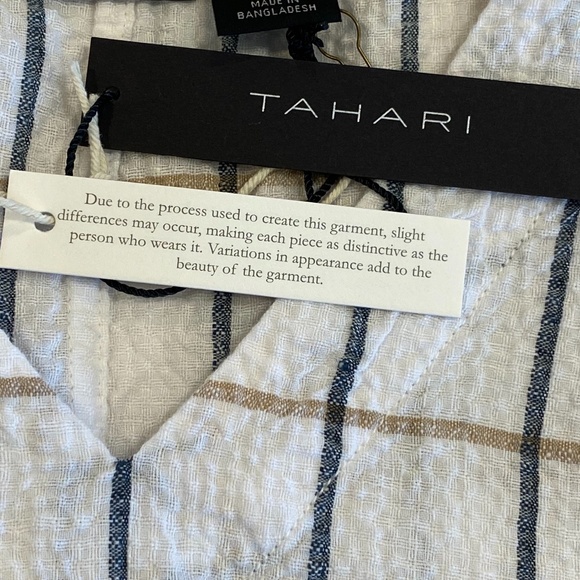 MADE IN
BANGLADESH
TAHARI
Due to the process used to create this garment, slight
differences may occur, making each piece as distinctive as the
person who wears it. Variations in appearance add to the
beauty of the garment.